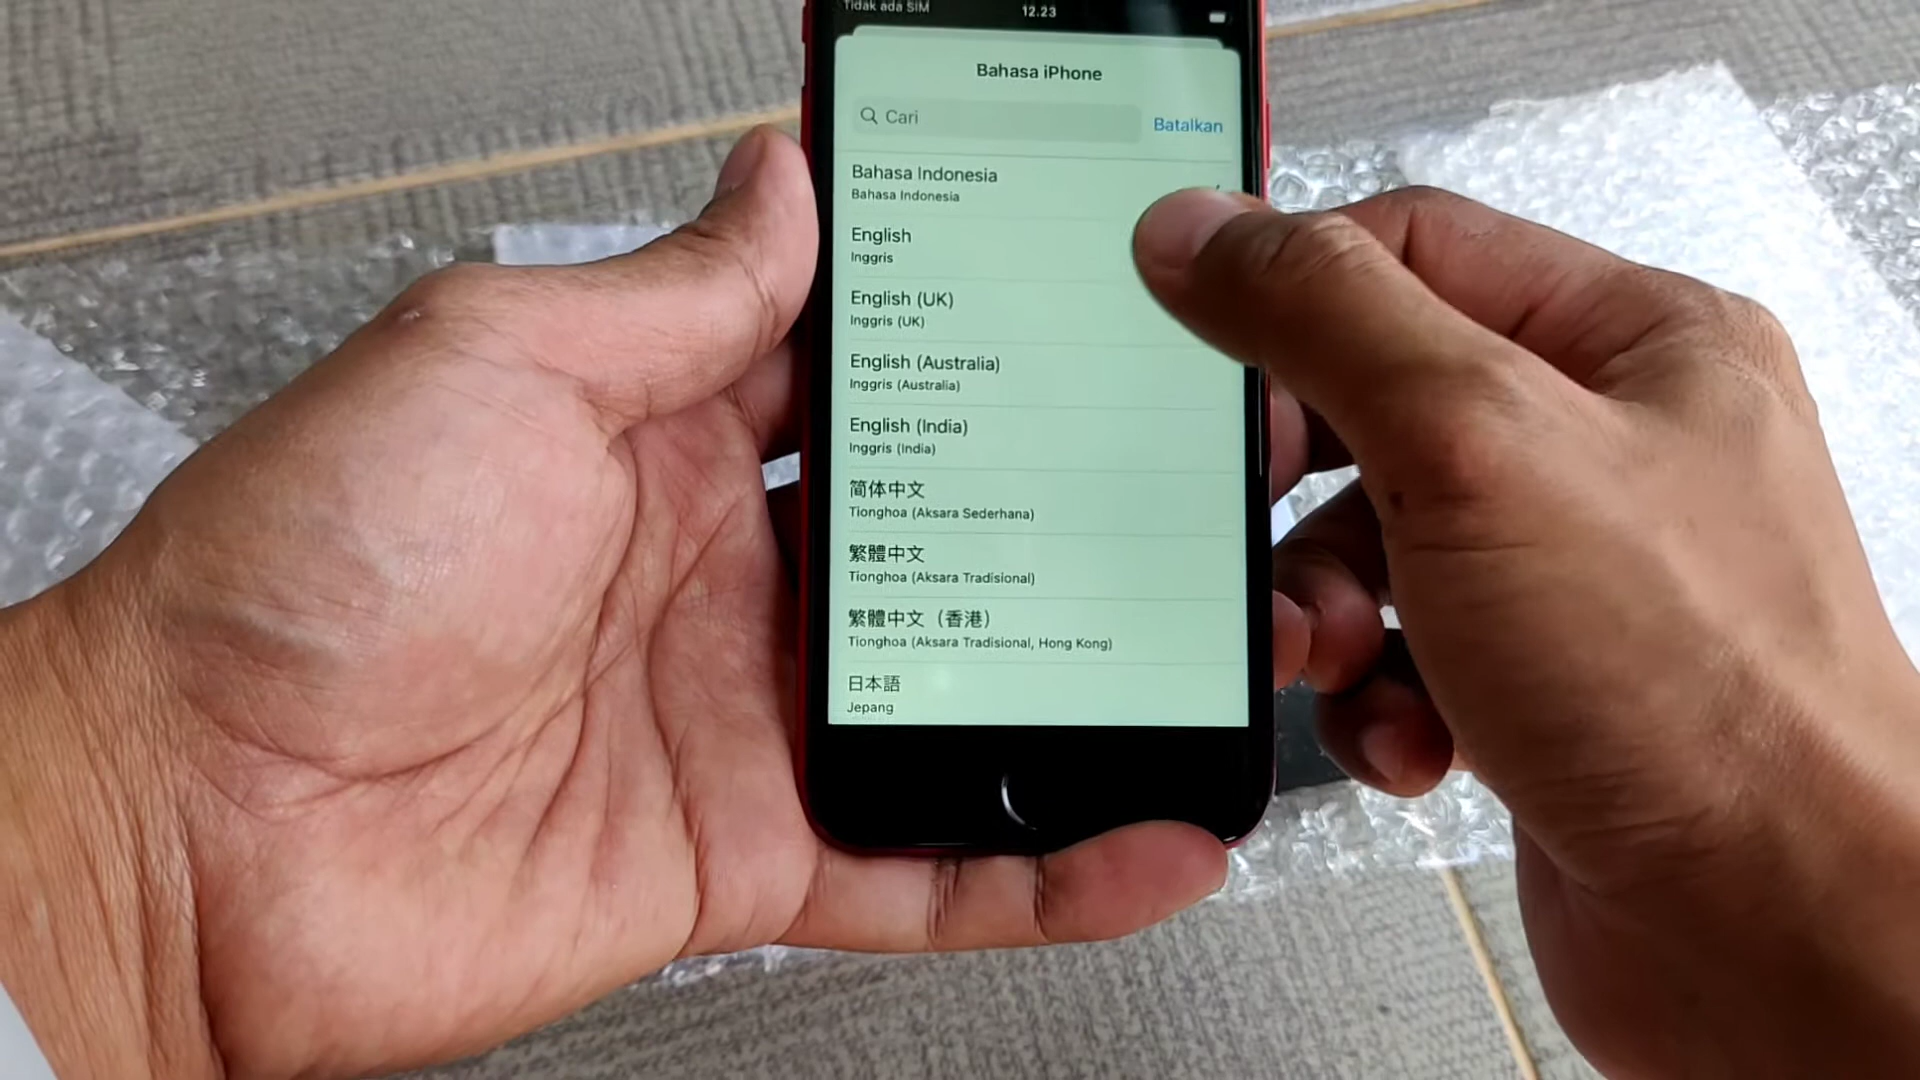 Tidak ada SIM
12.23
Bahasa iPhone
Cari
Batalkan
Bahasa Indonesia
Bahasa Indonesia
English
Inggris
English (UK)
Inggris (UK)
English (Australia)
Inggris (Australia)
English (India)
Inggris (India)
简体中文
Tionghoa (Aksara Sederhana)
繁體中文
Tionghoa (Aksara Tradisional)
繁體中文（香港）
Tionghoa (Aksara Tradisional, Hong Kong)
日本語
Jepang